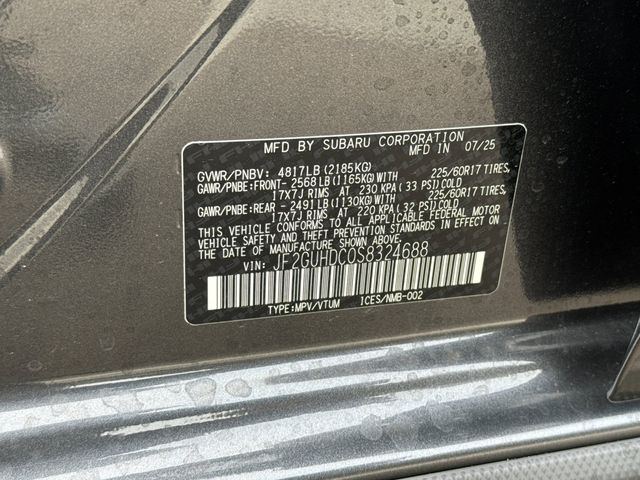 MFD BY SUBARU CORPORATION MFD IN 07/25
GVWR/PNBV: 4817LB(2185KG)
GAWR/PNBE:FRONT-2568LB(1165KG)WITH 225/60R17 TIRES,
17X7J RIMS AT 230 KPA(33 PSI)COLD
GAWR/PNBE:REAR -2491LB(1130KG)WITH 225/60R17 TIRES,
17X7J RIMS AT 220 KPA(32 PSI)COLD
THIS VEHICLE CONFORMS TO ALL APPLICABLE FEDERAL MOTOR
VEHICLE SAFETY AND THEFT PREVENTION STANDARDS IN EFFECT ON
THE DATE OF MANUFACTURE SHOWN ABOVE.
VIN: JF2GUHDC0S8324688
TYPE:MPV/VTUM ICES/NMB-002